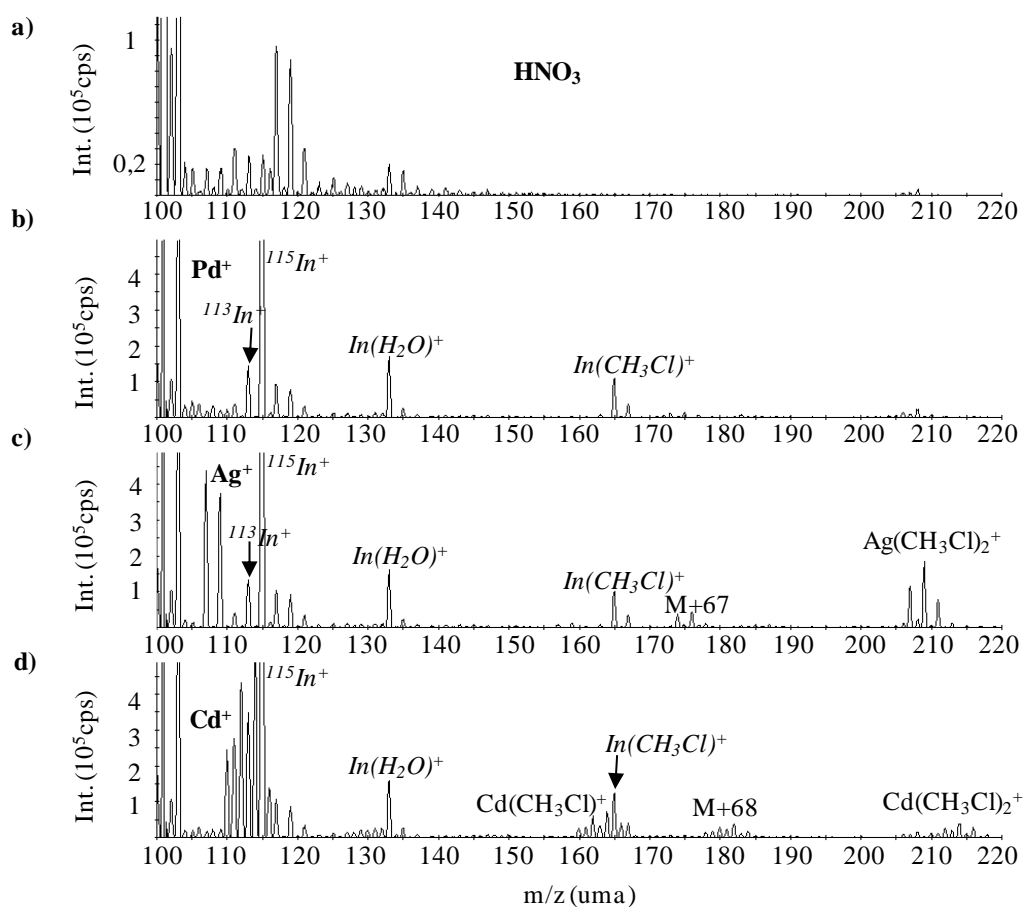 a)
Int. (10⁵cps)
1
0,2
HNO₃
100 110 120 130 140 150 160 170 180 190 200 210 220
b)
Int. (10⁵cps)
4
3
2
1
Pd⁺
¹¹⁵In⁺
¹¹³In⁺
In(H₂O)⁺
In(CH₃Cl)⁺
100 110 120 130 140 150 160 170 180 190 200 210 220
c)
Int. (10⁵cps)
4
3
2
1
Ag⁺
¹¹⁵In⁺
¹¹³In⁺
In(H₂O)⁺
In(CH₃Cl)⁺
M+67
Ag(CH₃Cl)₂⁺
100 110 120 130 140 150 160 170 180 190 200 210 220
d)
Int. (10⁵cps)
4
3
2
1
Cd⁺
¹¹⁵In⁺
In(H₂O)⁺
Cd(CH₃Cl)⁺
In(CH₃Cl)⁺
M+68
Cd(CH₃Cl)₂⁺
100 110 120 130 140 150 160 170 180 190 200 210 220
m/z (uma)